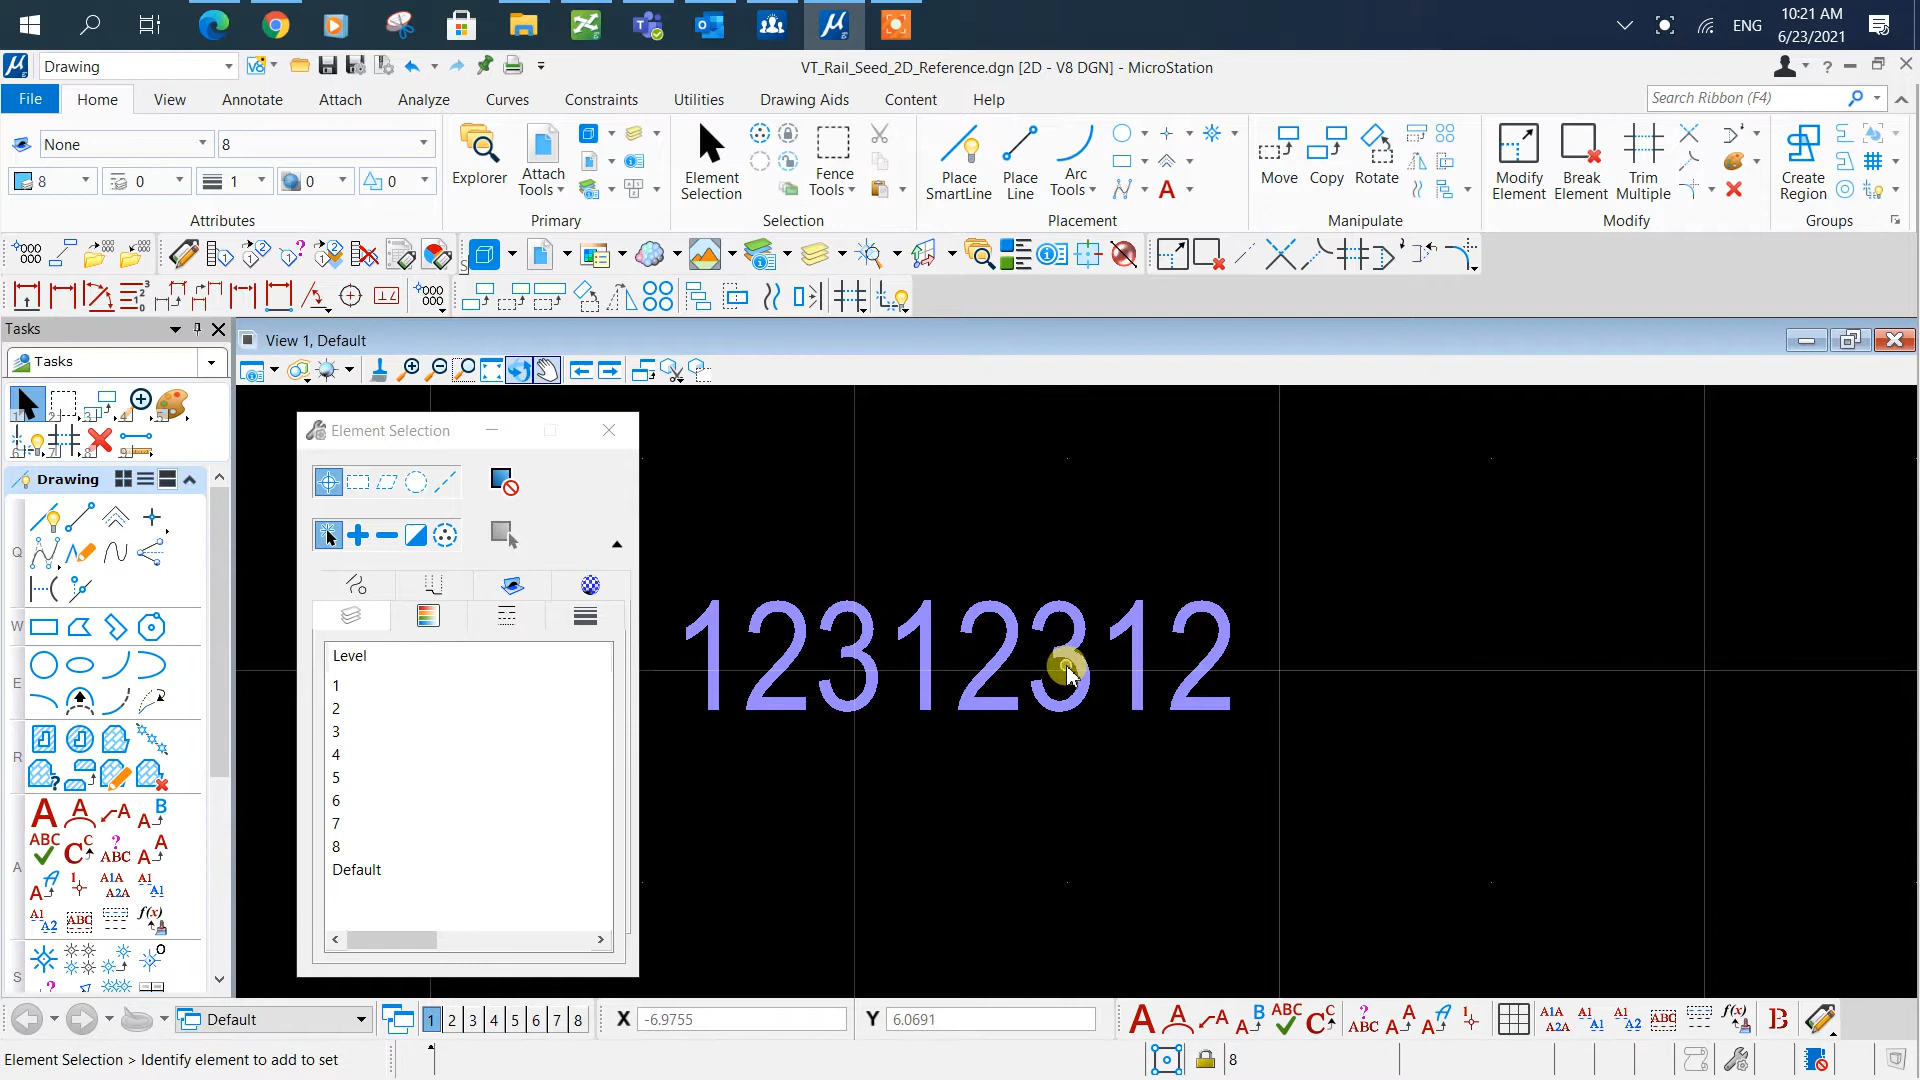 ENG
10:21 AM
6/23/2021
Drawing
VT_Rail_Seed_2D_Reference.dgn [2D - V8 DGN] - MicroStation
File
Home
View
Annotate
Attach
Analyze
Curves
Constraints
Utilities
Drawing Aids
Content
Help
Search Ribbon (F4)
None
8
8
0
1
0
0
Attributes
Explorer
Attach Tools
Primary
Element Selection
Fence Tools
Selection
Place SmartLine
Place Line
Arc Tools
Placement
Move
Copy
Rotate
Manipulate
Modify Element
Break Element
Trim Multiple
Modify
Create Region
Groups
Tasks
Tasks
View 1, Default
Drawing
Q
W
E
R
A
S
Element Selection
Level
1
2
3
4
5
6
7
8
Default
12312312
Default
1 2 3 4 5 6 7 8
X -6.9755
Y 6.0691
Element Selection > Identify element to add to set
8